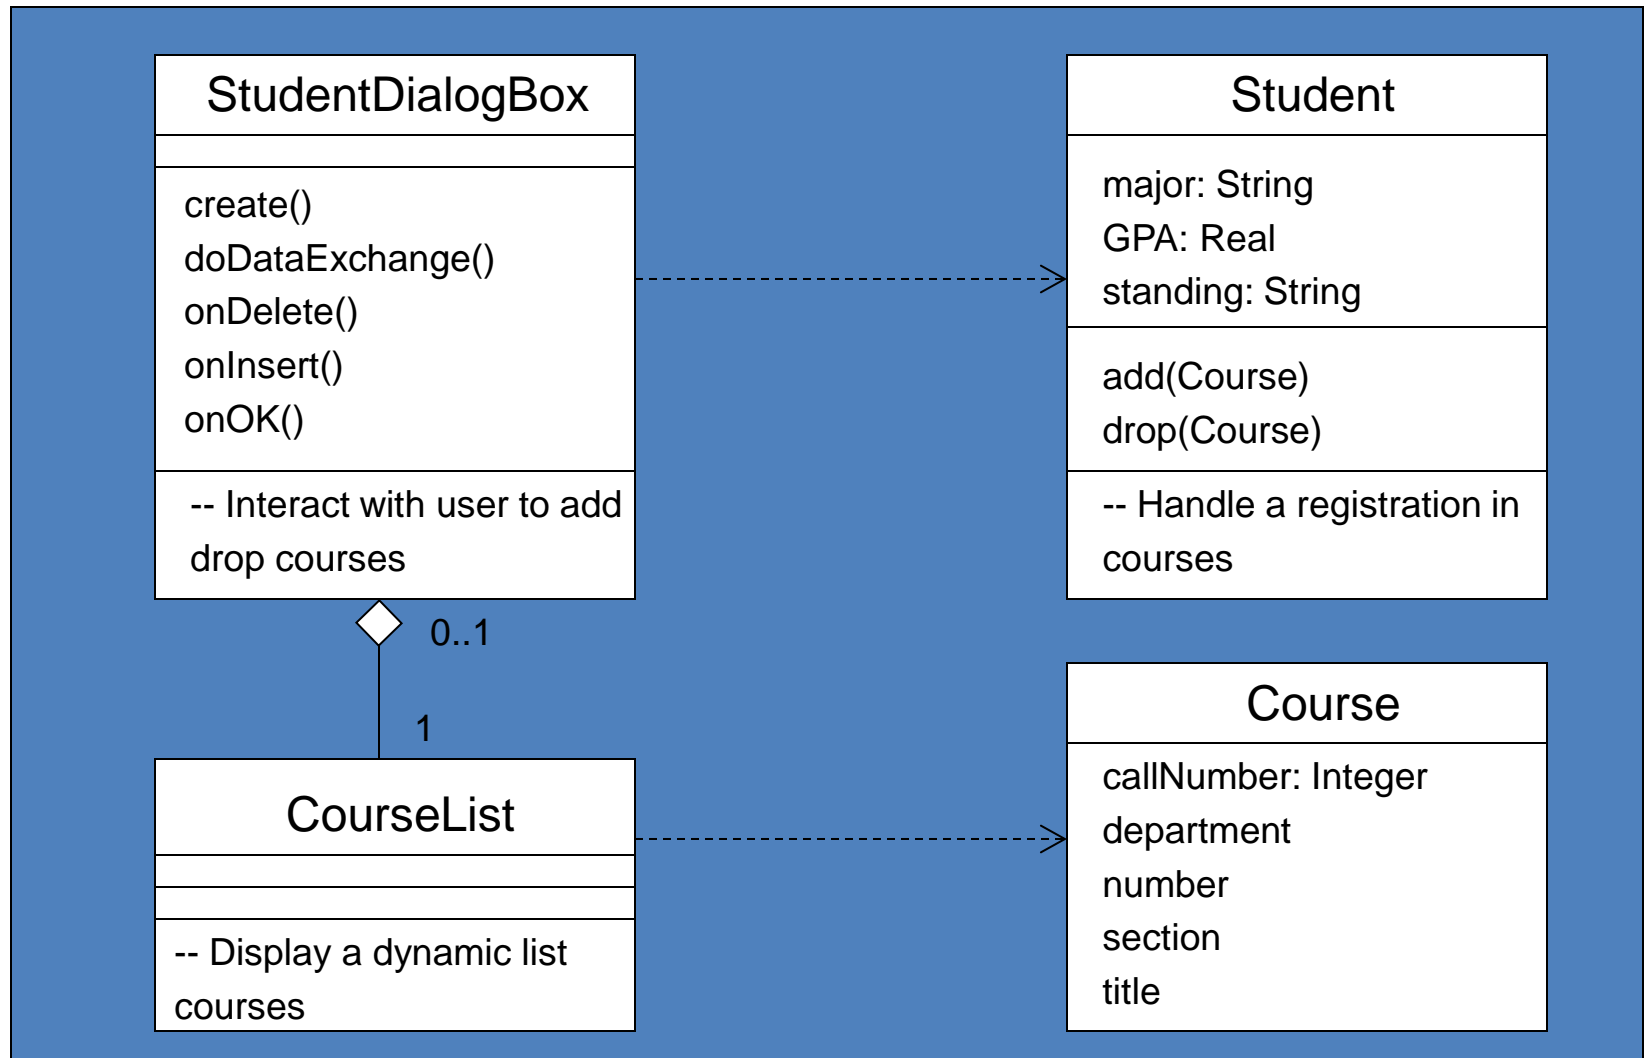 StudentDialogBox
create()
doDataExchange()
onDelete()
onInsert()
onOK()
-- Interact with user to add
drop courses
0..1
1
CourseList
-- Display a dynamic list
courses
Student
major: String
GPA: Real
standing: String
add(Course)
drop(Course)
-- Handle a registration in
courses
Course
callNumber: Integer
department
number
section
title